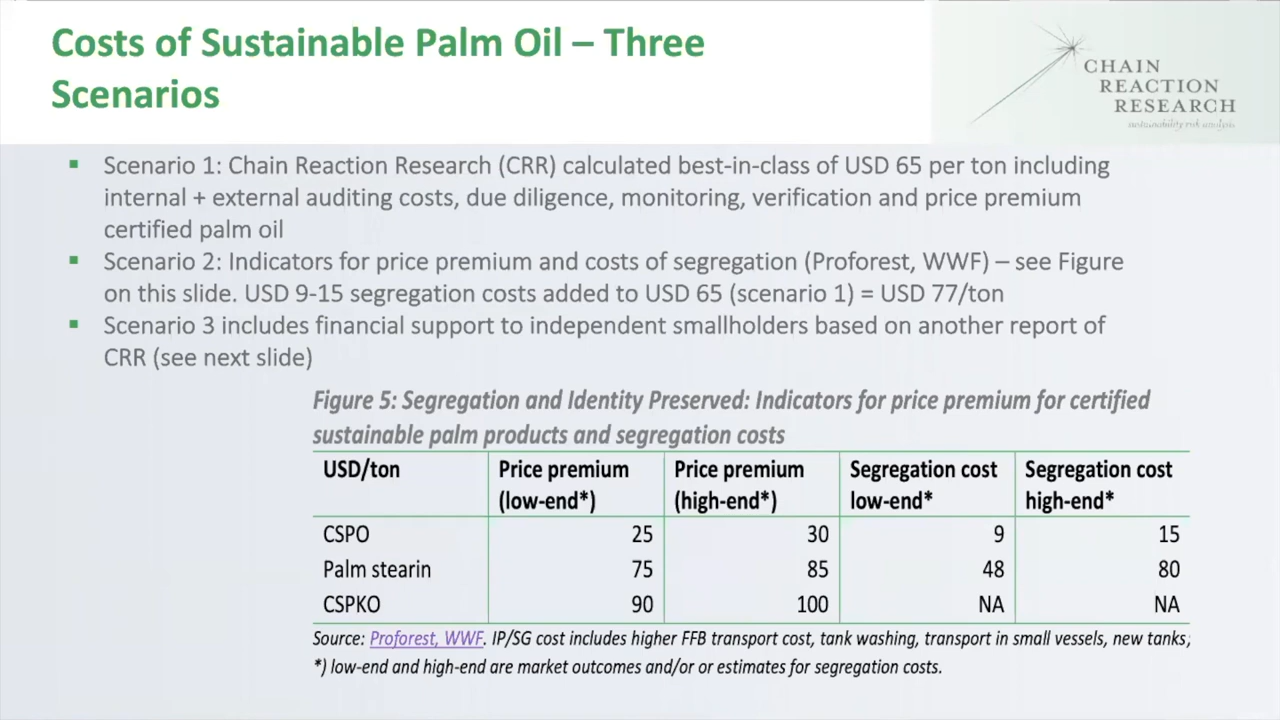 Costs of Sustainable Palm Oil – Three
Scenarios
CHAIN
REACTION
RESEARCH
sustainability risk analysis
▪ Scenario 1: Chain Reaction Research (CRR) calculated best-in-class of USD 65 per ton including
internal + external auditing costs, due diligence, monitoring, verification and price premium
certified palm oil
▪ Scenario 2: Indicators for price premium and costs of segregation (Proforest, WWF) – see Figure
on this slide. USD 9-15 segregation costs added to USD 65 (scenario 1) = USD 77/ton
▪ Scenario 3 includes financial support to independent smallholders based on another report of
CRR (see next slide)
Figure 5: Segregation and Identity Preserved: Indicators for price premium for certified
sustainable palm products and segregation costs
USD/ton Price premium Price premium Segregation cost Segregation cost
(low-end*) (high-end*) low-end* high-end*
CSPO 25 30 9 15
Palm stearin 75 85 48 80
CSPKO 90 100 NA NA
Source: Proforest, WWF. IP/SG cost includes higher FFB transport cost, tank washing, transport in small vessels, new tanks;
*) low-end and high-end are market outcomes and/or or estimates for segregation costs.